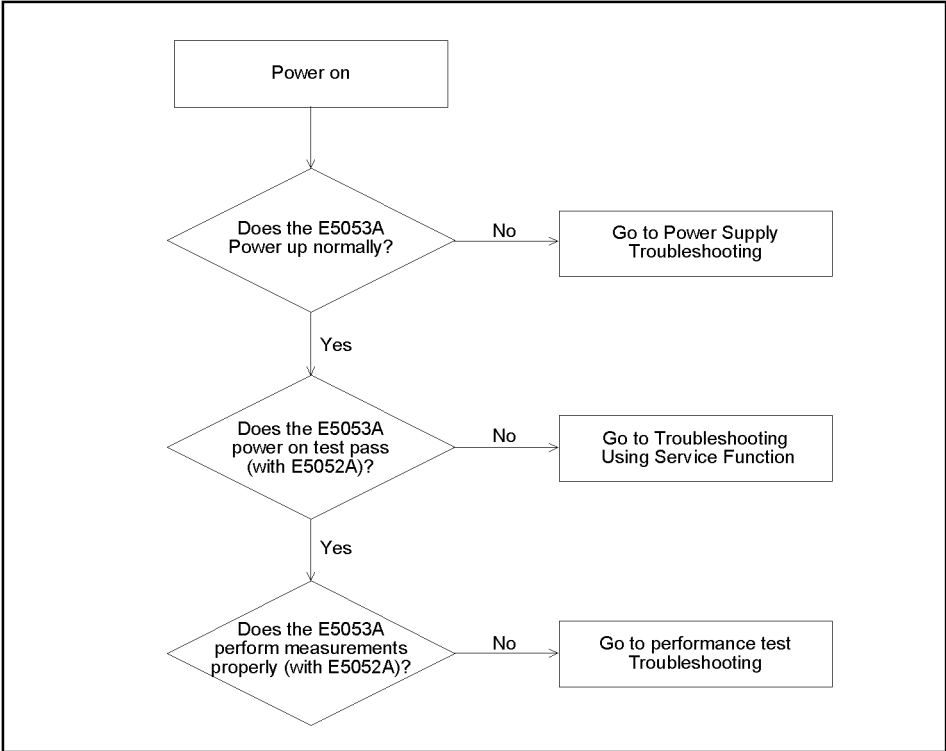 Power on
Does the E5053A
Power up normally?
No
Go to Power Supply
Troubleshooting
Yes
Does the E5053A
power on test pass
(with E5052A)?
No
Go to Troubleshooting
Using Service Function
Yes
Does the E5053A
perform measurements
properly (with E5052A)?
No
Go to performance test
Troubleshooting